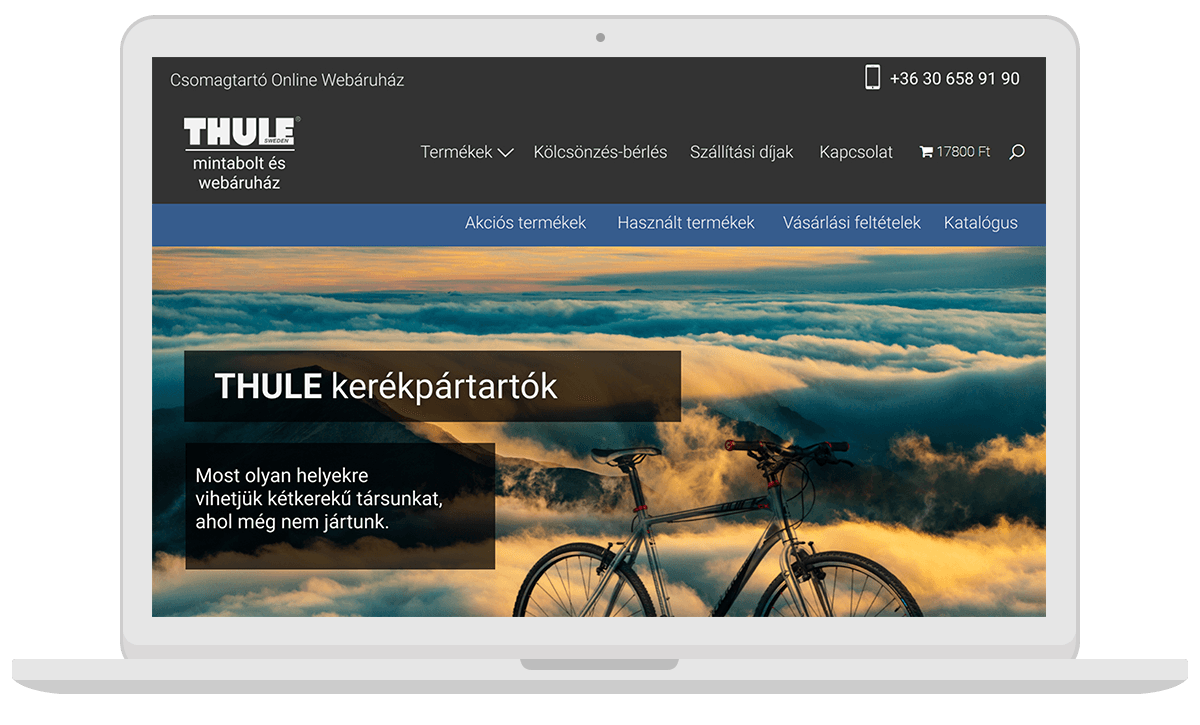 Csomagtartó Online Webáruház
+36 30 658 91 90
THULE®
SWEDEN
mintabolt és
webáruház
Termékek Kölcsönzés-bérlés Szállítási díjak Kapcsolat 17800 Ft
Akciós termékek Használt termékek Vásárlási feltételek Katalógus
THULE kerékpártartók
Most olyan helyekre
vihetjük kétkerekű társunkat,
ahol még nem jártunk.